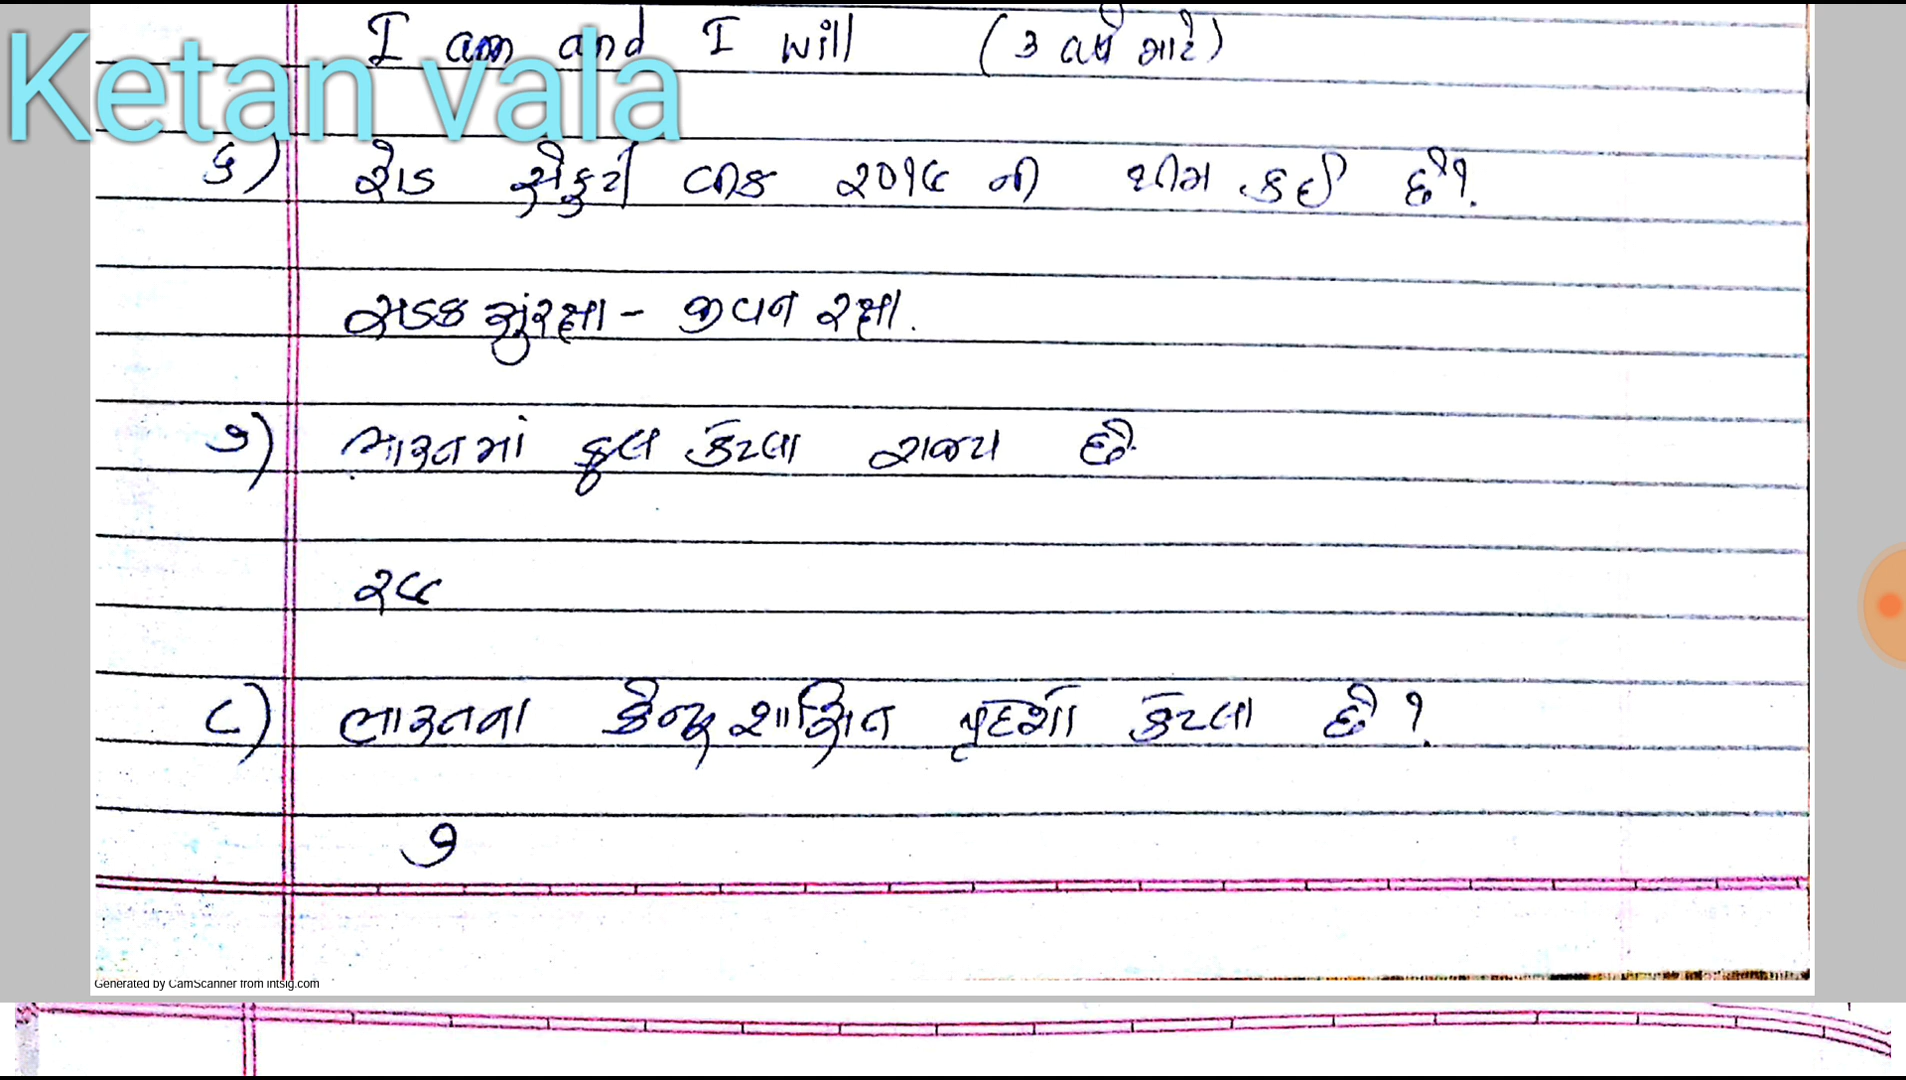 I am and I will (૩ વર્ષ માટે)
Ketan vala
૬) રોડ સેફ્ટી વીક ૨૦૧૯ ની થીમ કઈ છે?
સડક સુંરક્ષા - જીવન રક્ષા.
૭) ભારતમાં કુલ કેટલા રાજ્ય છે.
૨૯
૮) ભારતના કેન્દ્રશાસિત પ્રદેશો કેટલા છે?
૭
Generated by CamScanner from intsig.com